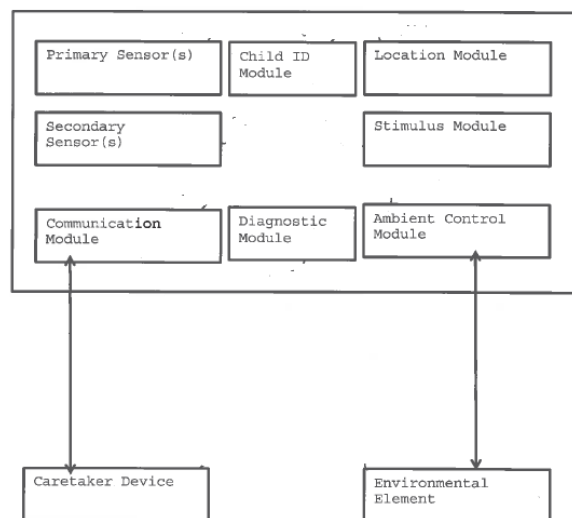 Primary Sensor(s)
Child ID
Module
Location Module
Secondary
Sensor(s)
Stimulus Module
Communication
Module
Diagnostic
Module
Ambient Control
Module
Caretaker Device
Environmental
Element